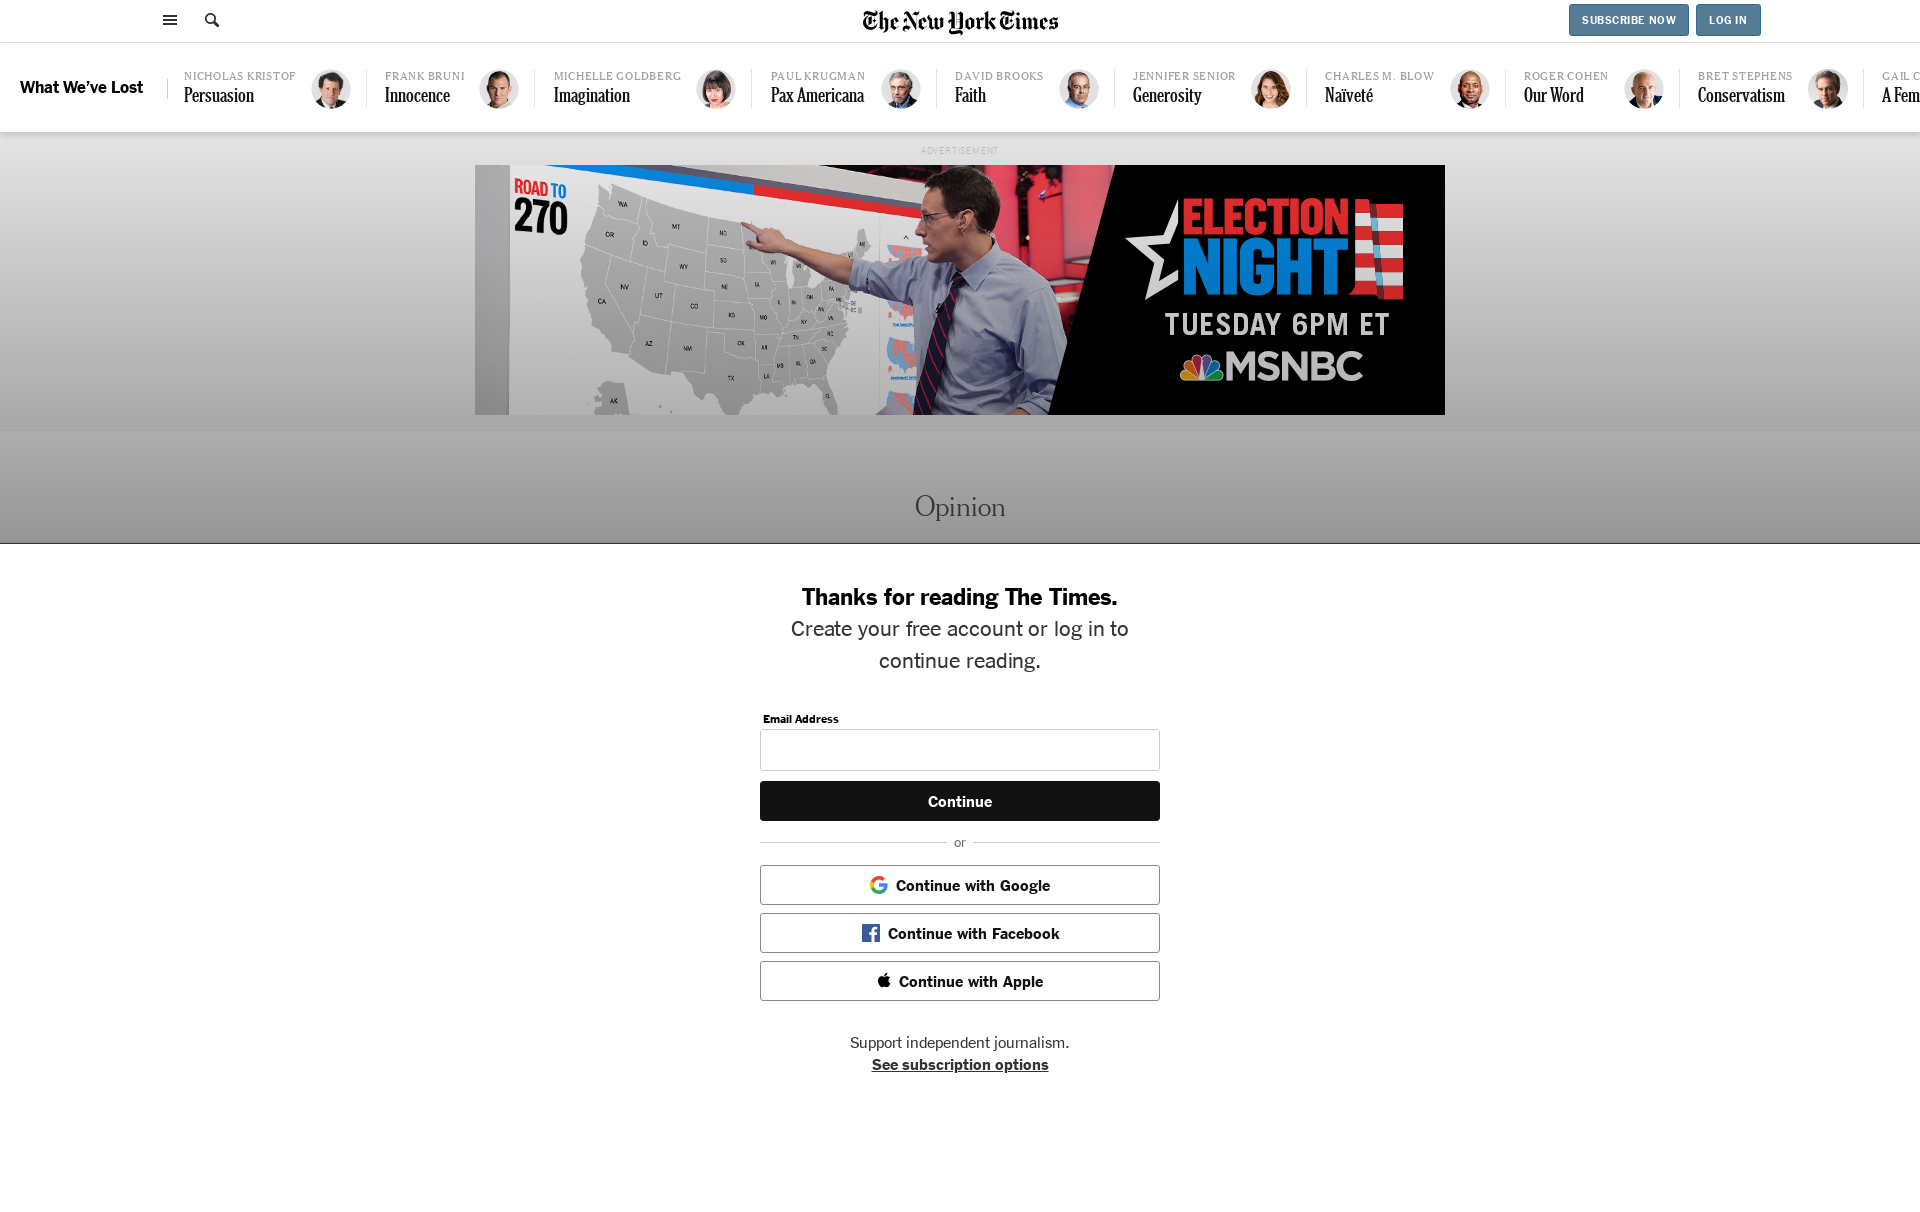 The New York Times
SUBSCRIBE NOW
LOG IN
What We've Lost
NICHOLAS KRISTOF
Persuasion
FRANK BRUNI
Innocence
MICHELLE GOLDBERG
Imagination
PAUL KRUGMAN
Pax Americana
DAVID BROOKS
Faith
JENNIFER SENIOR
Generosity
CHARLES M. BLOW
Naïveté
ROGER COHEN
Our Word
BRET STEPHENS
Conservatism
GAIL C
A Fem
ADVERTISEMENT
ROAD TO
270
WA
MT
ND
OR
ID
SD
WI
WY
NV
UT
NE
CA
CO
KS
MO
KY
VA
NC
AZ
NM
OK
AR
TN
SC
MS
AL
GA
TX
LA
FL
AK
ME
VT
PA
IL
IN
OH
ELECTION
NIGHT
TUESDAY 6PM ET
MSNBC
Opinion
Thanks for reading The Times.
Create your free account or log in to
continue reading.
Email Address
Continue
or
Continue with Google
Continue with Facebook
Continue with Apple
Support independent journalism.
See subscription options